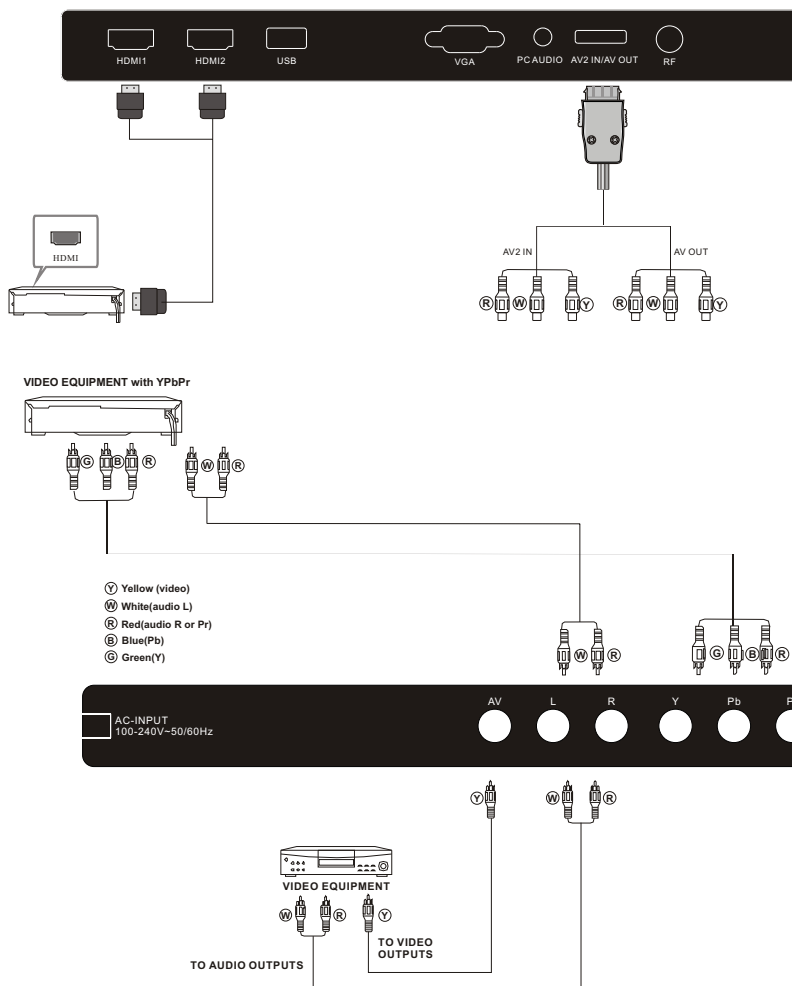 HDMI1 HDMI2 USB VGA PC AUDIO AV2 IN/AV OUT RF
HDMI
AV2 IN AV OUT
R W Y R W Y
VIDEO EQUIPMENT with YPbPr
G B R W R
Y Yellow (video)
W White(audio L)
R Red(audio R or Pr)
B Blue(Pb)
G Green(Y)
W R G B R
AV L R Y Pb P
AC-INPUT
100-240V~50/60Hz
Y W R
VIDEO EQUIPMENT
W R Y
TO VIDEO
OUTPUTS
TO AUDIO OUTPUTS